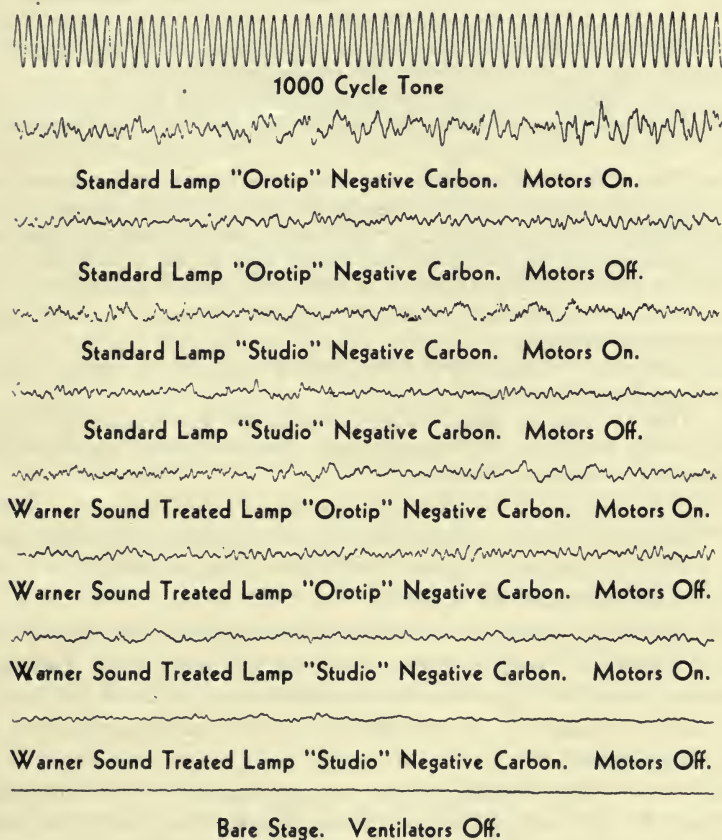 1000 Cycle Tone
Standard Lamp "Orotip" Negative Carbon. Motors On.
Standard Lamp "Orotip" Negative Carbon. Motors Off.
Standard Lamp "Studio" Negative Carbon. Motors On.
Standard Lamp "Studio" Negative Carbon. Motors Off.
Warner Sound Treated Lamp "Orotip" Negative Carbon. Motors On.
Warner Sound Treated Lamp "Orotip" Negative Carbon. Motors Off.
Warner Sound Treated Lamp "Studio" Negative Carbon. Motors On.
Warner Sound Treated Lamp "Studio" Negative Carbon. Motors Off.
Bare Stage. Ventilators Off.